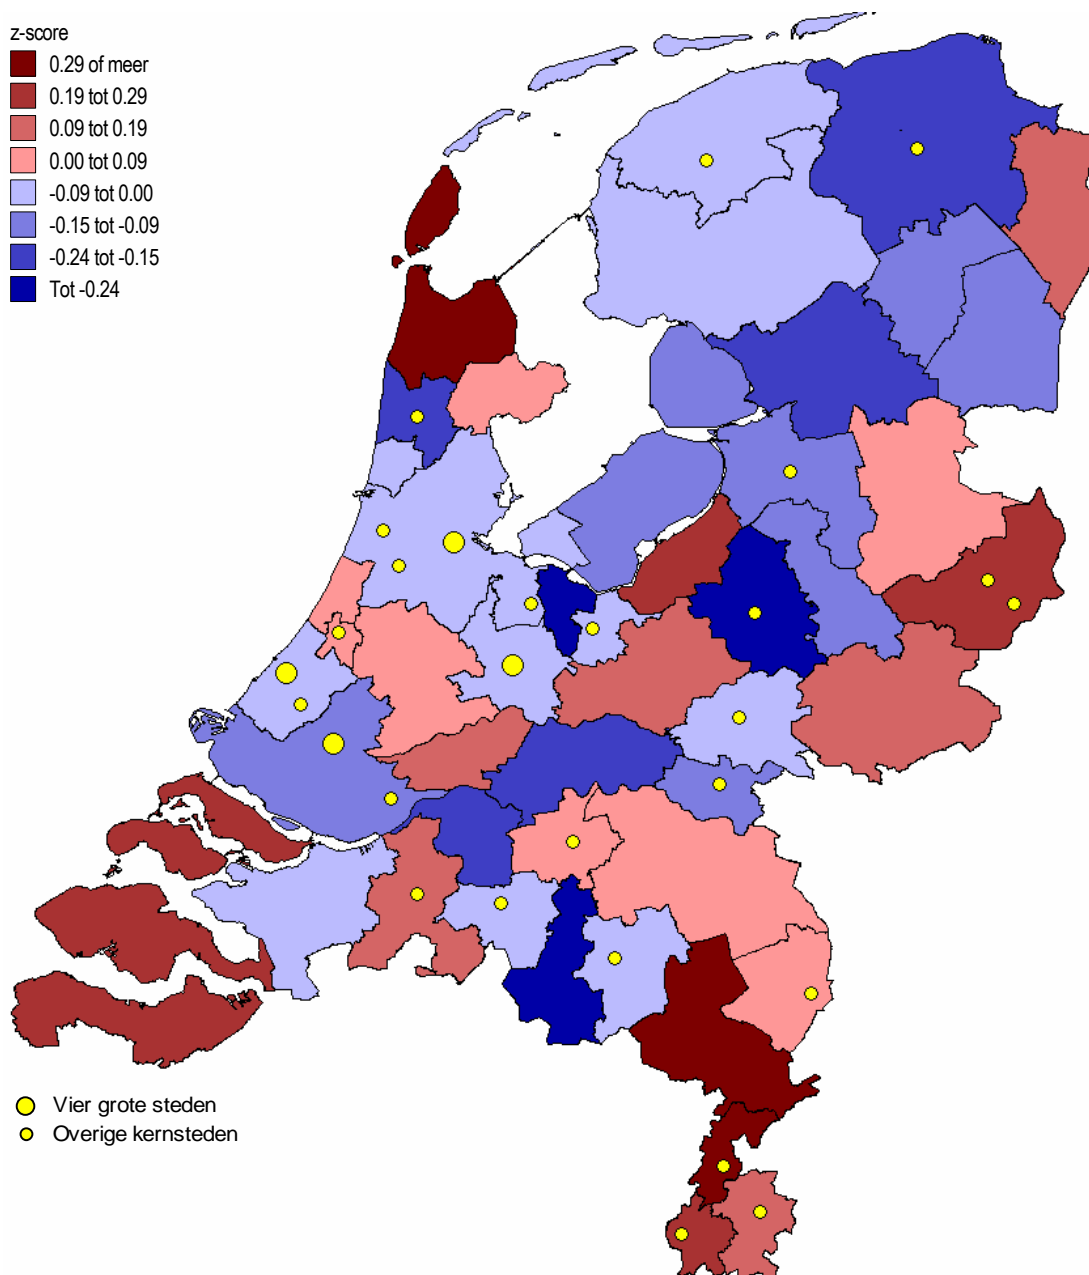 z-score
0.29 of meer
0.19 tot 0.29
0.09 tot 0.19
0.00 tot 0.09
-0.09 tot 0.00
-0.15 tot -0.09
-0.24 tot -0.15
Tot -0.24
Vier grote steden
Overige kernsteden